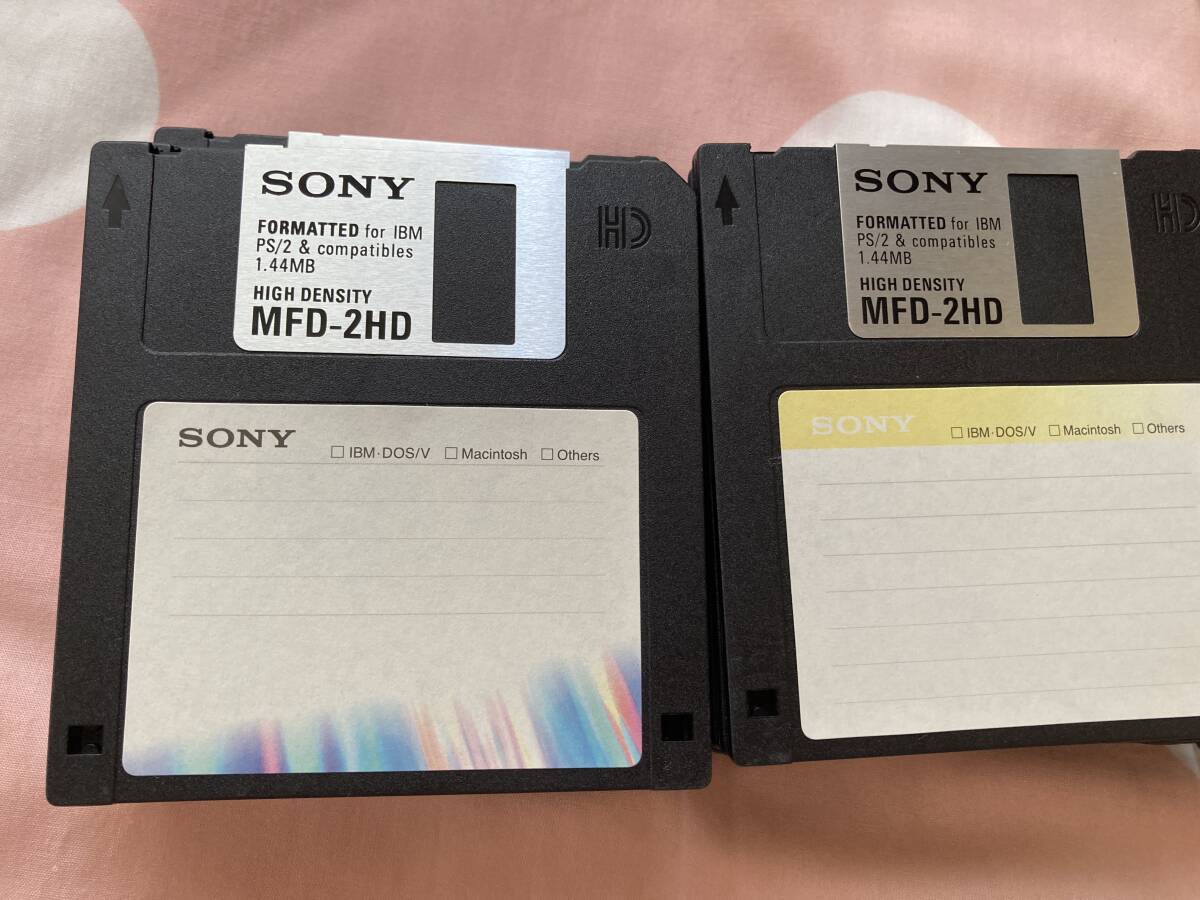 SONY
FORMATTED for IBM
PS/2 & compatibles
1.44MB
HIGH DENSITY
MFD-2HD
HD
SONY
□ IBM·DOS/V □ Macintosh □ Others
SONY
FORMATTED for IBM
PS/2 & compatibles
1.44MB
HIGH DENSITY
MFD-2HD
HD
SONY
□ IBM·DOS/V □ Macintosh □ Others